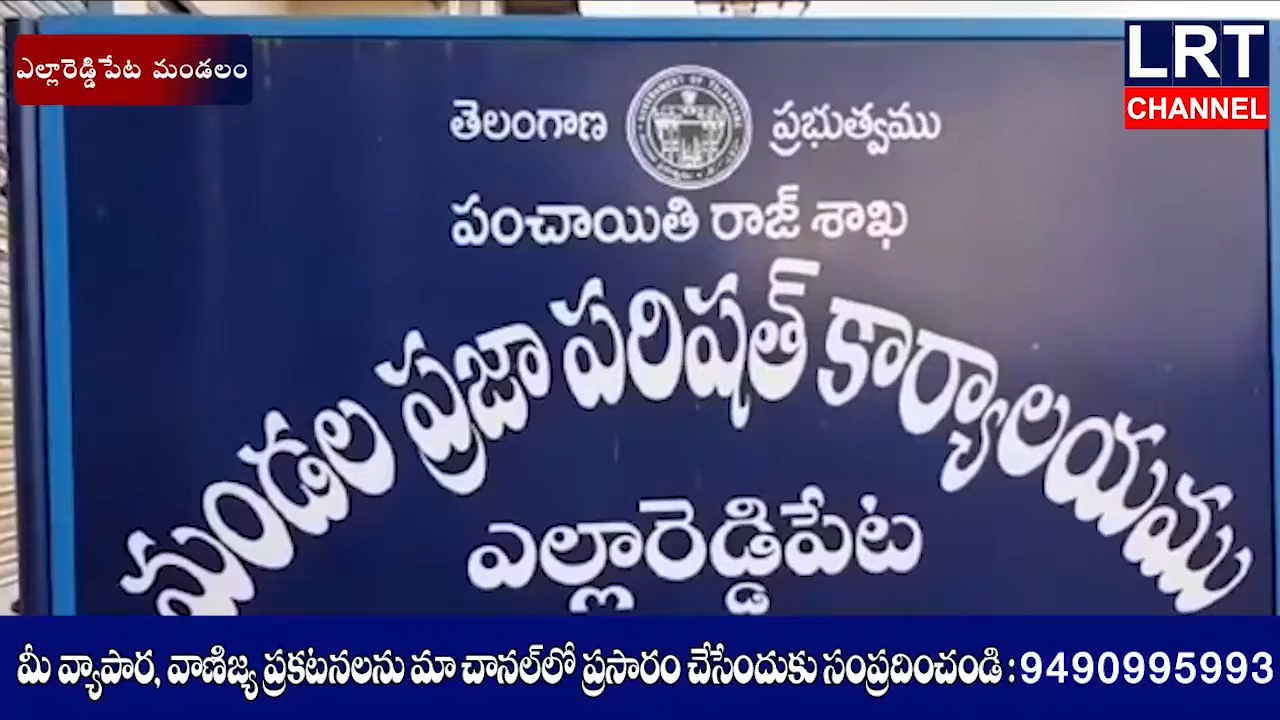 ఎల్లారెడ్డిపేట మండలం
LRT
CHANNEL
తెలంగాణ ప్రభుత్వము
పంచాయితి రాజ్ శాఖ
మండల ప్రజా పరిషత్ కార్యాలయము
ఎల్లారెడ్డిపేట
మీ వ్యాపార, వాణిజ్య ప్రకటనలను మా చానల్‌లో ప్రసారం చేసేందుకు సంప్రదించండి : 9490995993